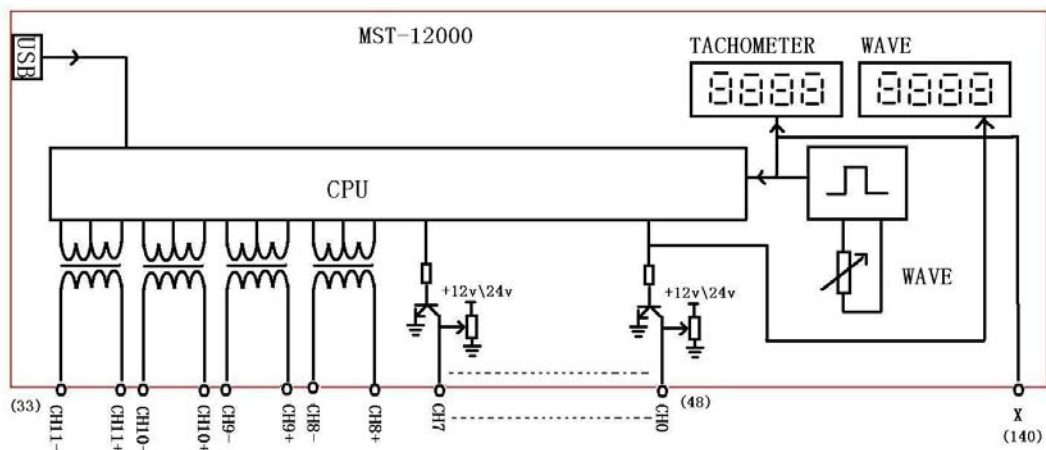 MST-12000
USB
TACHOMETER
WAVE
8888
8888
CPU
WAVE
+12v\24v
+12v\24v
(33)
CH11-
CH11+
CH10-
CH10+
CH9-
CH9+
CH8-
CH8+
CH7
CH0
(48)
X
(140)